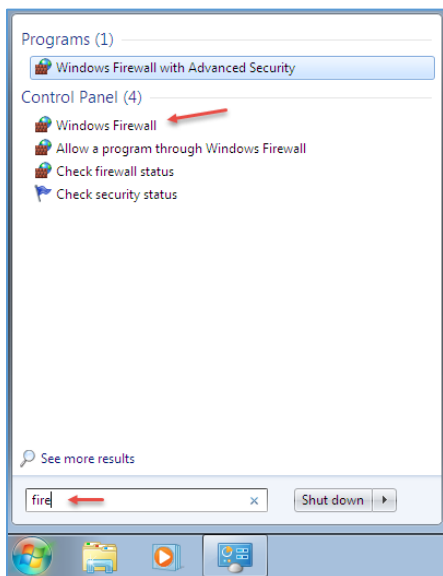 Programs (1)
Windows Firewall with Advanced Security
Control Panel (4)
Windows Firewall
Allow a program through Windows Firewall
Check firewall status
Check security status
See more results
fire
Shut down